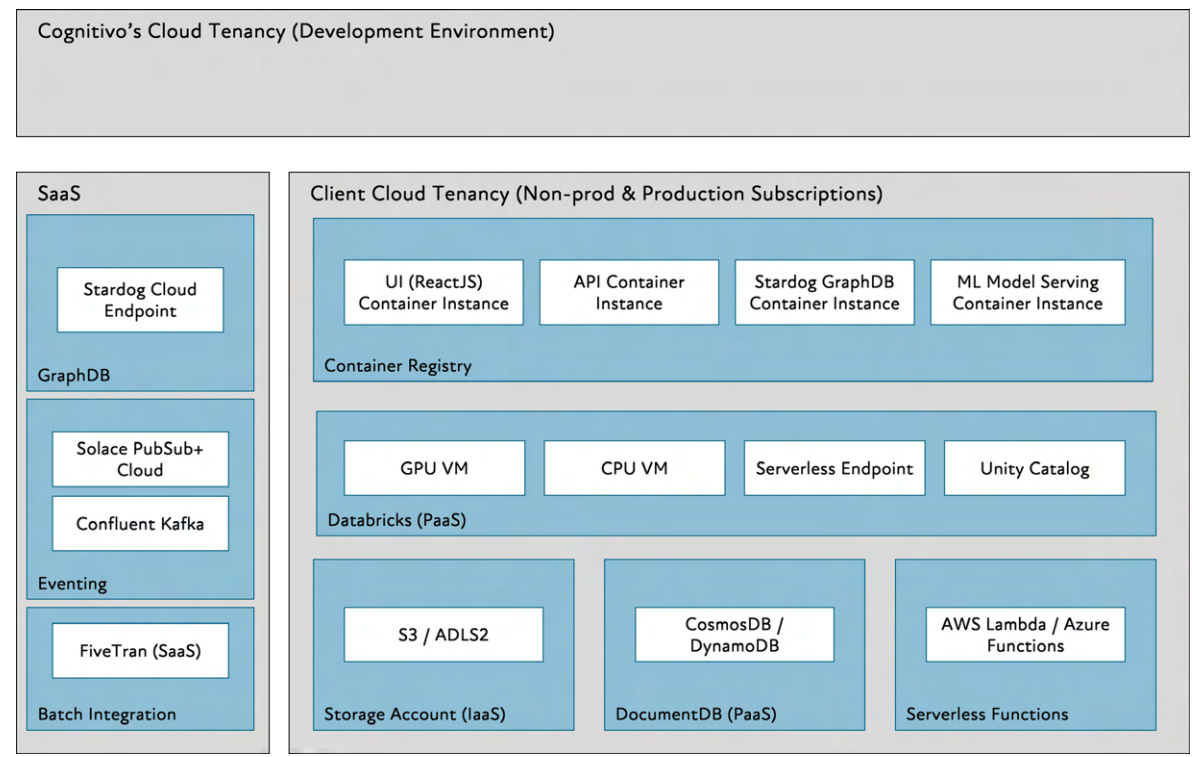 Cognitivo's Cloud Tenancy (Development Environment)
SaaS
Stardog Cloud
Endpoint
GraphDB
Solace PubSub+
Cloud
Confluent Kafka
Eventing
FiveTran (SaaS)
Batch Integration
Client Cloud Tenancy (Non-prod & Production Subscriptions)
UI (ReactJS)
Container Instance
API Container
Instance
Stardog GraphDB
Container Instance
ML Model Serving
Container Instance
Container Registry
GPU VM
CPU VM
Serverless Endpoint
Unity Catalog
Databricks (PaaS)
S3 / ADLS2
Storage Account (IaaS)
CosmosDB /
DynamoDB
DocumentDB (PaaS)
AWS Lambda / Azure
Functions
Serverless Functions